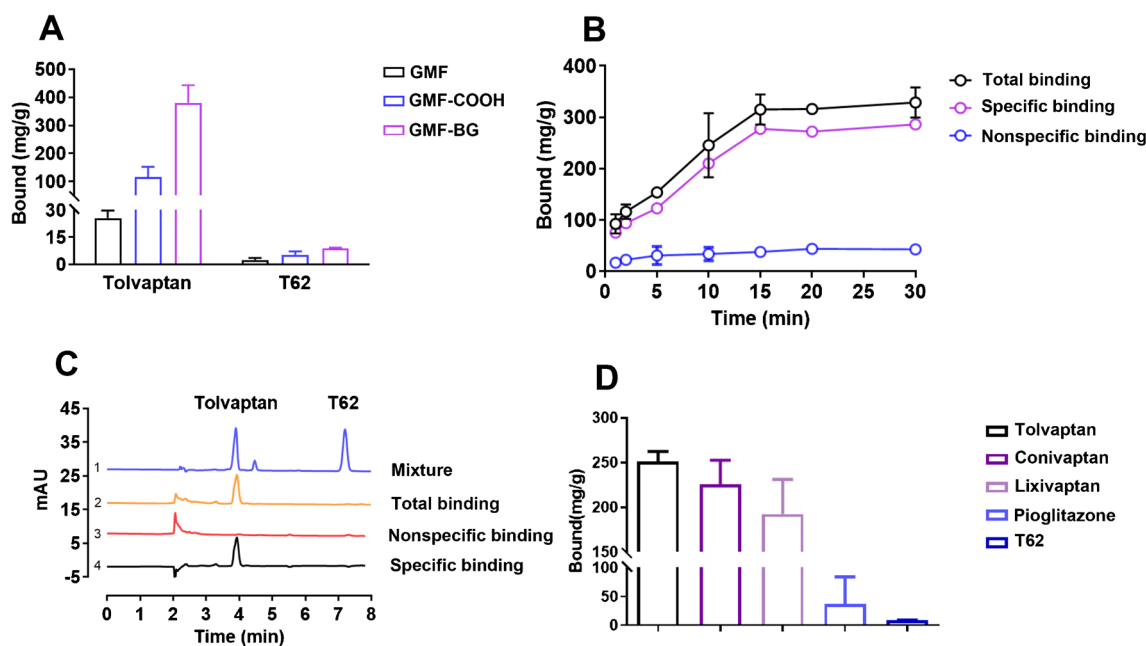 A
500
400
300
200
100
30
15
0
Bound (mg/g)
Tolvaptan
T62
GMF
GMF-COOH
GMF-BG
B
400
300
200
100
0
Bound (mg/g)
0
5
10
15
20
25
30
Time (min)
Total binding
Specific binding
Nonspecific binding
C
45
35
25
15
5
-5
mAU
Tolvaptan
T62
1
Mixture
2
Total binding
3
Nonspecific binding
4
Specific binding
0
1
2
3
4
5
6
7
8
Time (min)
D
300
250
200
150
100
50
0
Bound(mg/g)
Tolvaptan
Conivaptan
Lixivaptan
Pioglitazone
T62